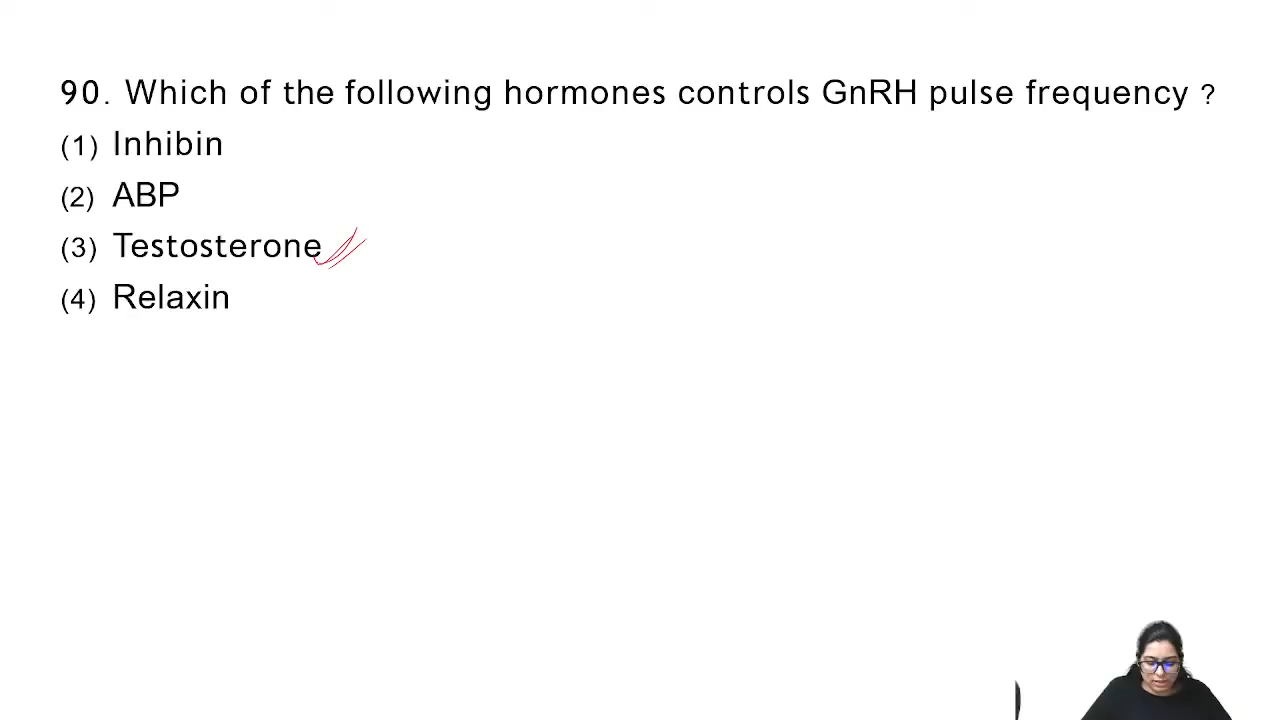 90. Which of the following hormones controls GnRH pulse frequency ?
(1) Inhibin
(2) ABP
(3) Testosterone
(4) Relaxin